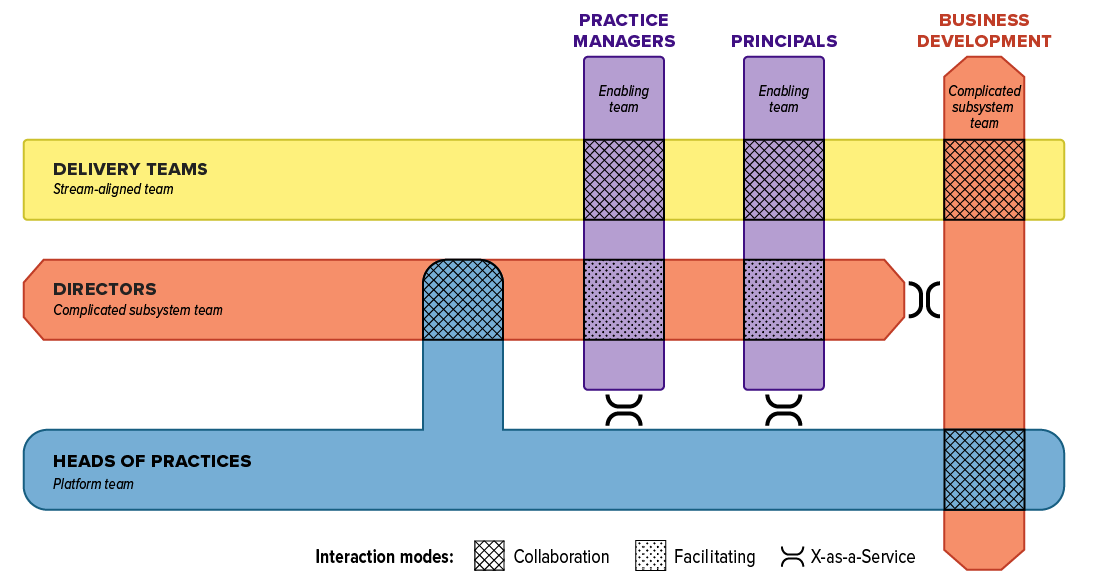 PRACTICE
MANAGERS
PRINCIPALS
BUSINESS
DEVELOPMENT
Enabling
team
Enabling
team
Complicated
subsystem
team
DELIVERY TEAMS
Stream-aligned team
DIRECTORS
Complicated subsystem team
HEADS OF PRACTICES
Platform team
Interaction modes: Collaboration Facilitating X-as-a-Service